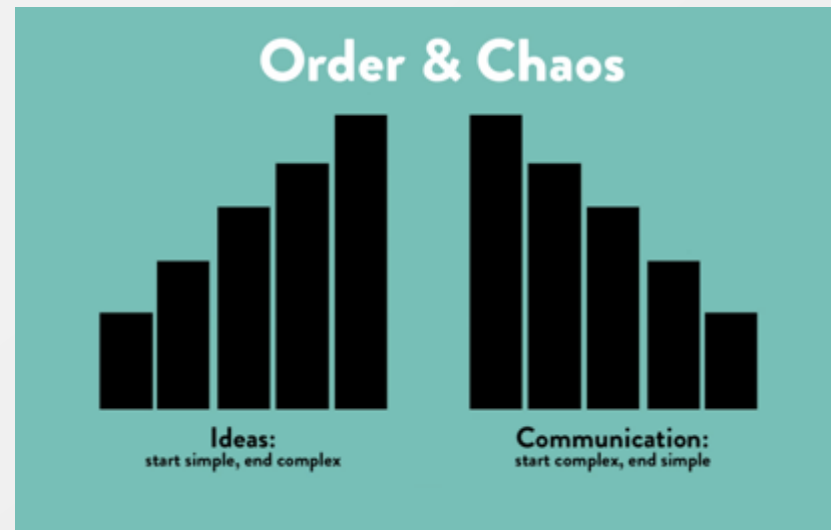 Order & Chaos
Ideas:
start simple, end complex
Communication:
start complex, end simple